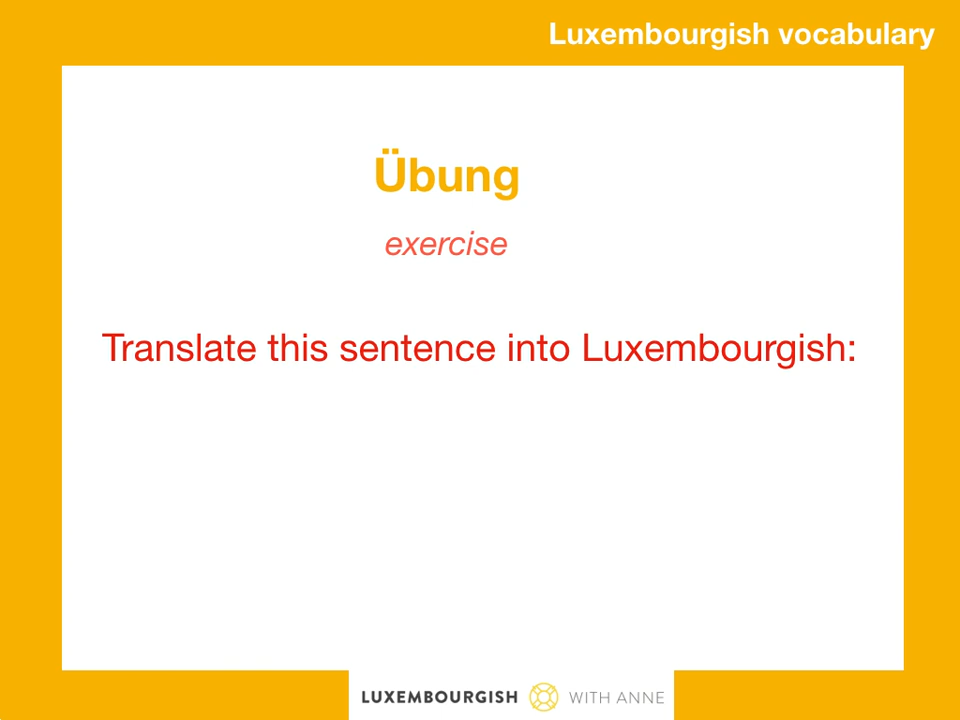 Luxembourgish vocabulary
Übung
exercise
Translate this sentence into Luxembourgish:
LUXEMBOURGISH WITH ANNE